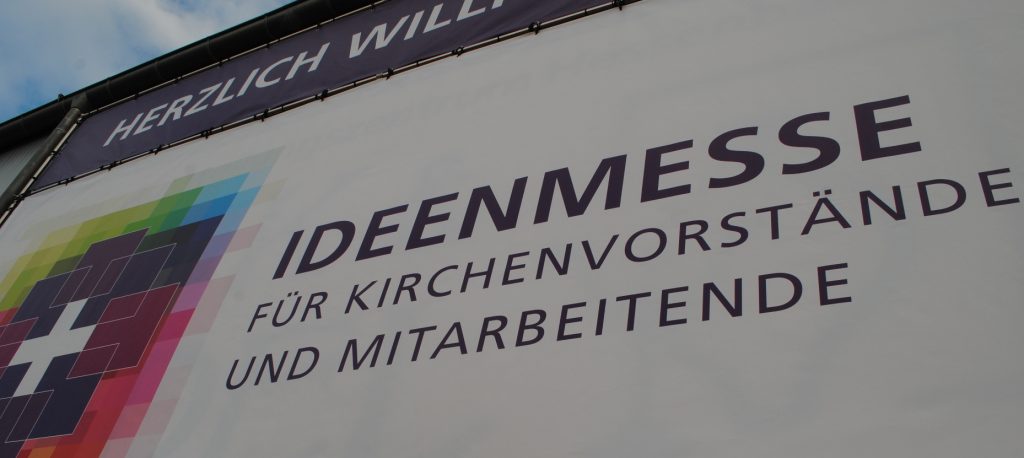 HERZLICH
IDEENMESSE
FÜR KIRCHENVORSTÄNDE
UND MITARBEITENDE